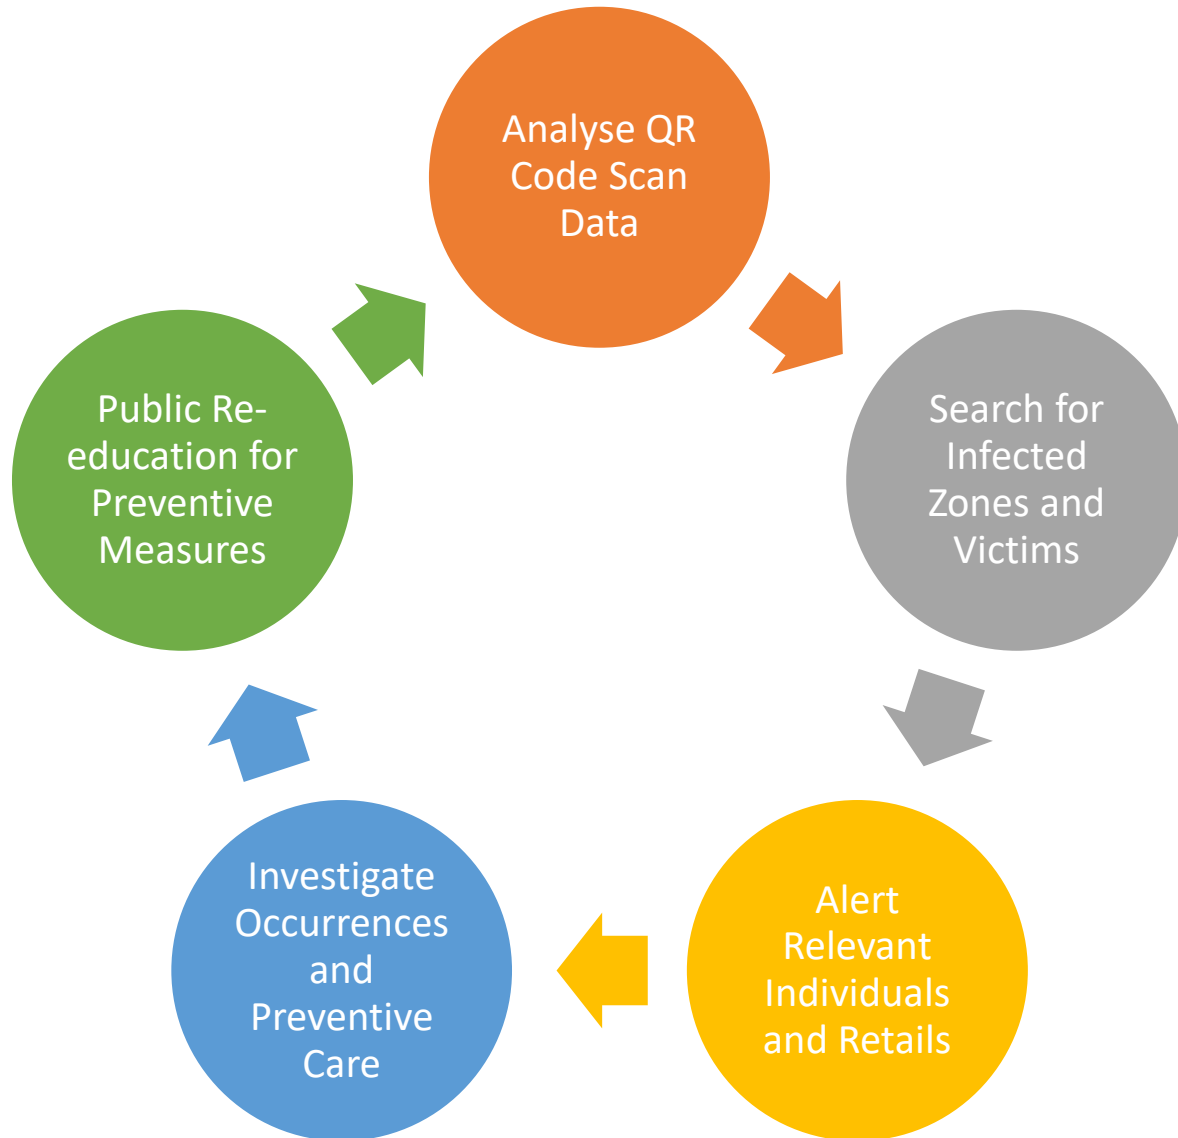 Analyse QR
Code Scan
Data
Search for
Infected
Zones and
Victims
Alert
Relevant
Individuals
and Retails
Investigate
Occurrences
and
Preventive
Care
Public Re-
education for
Preventive
Measures